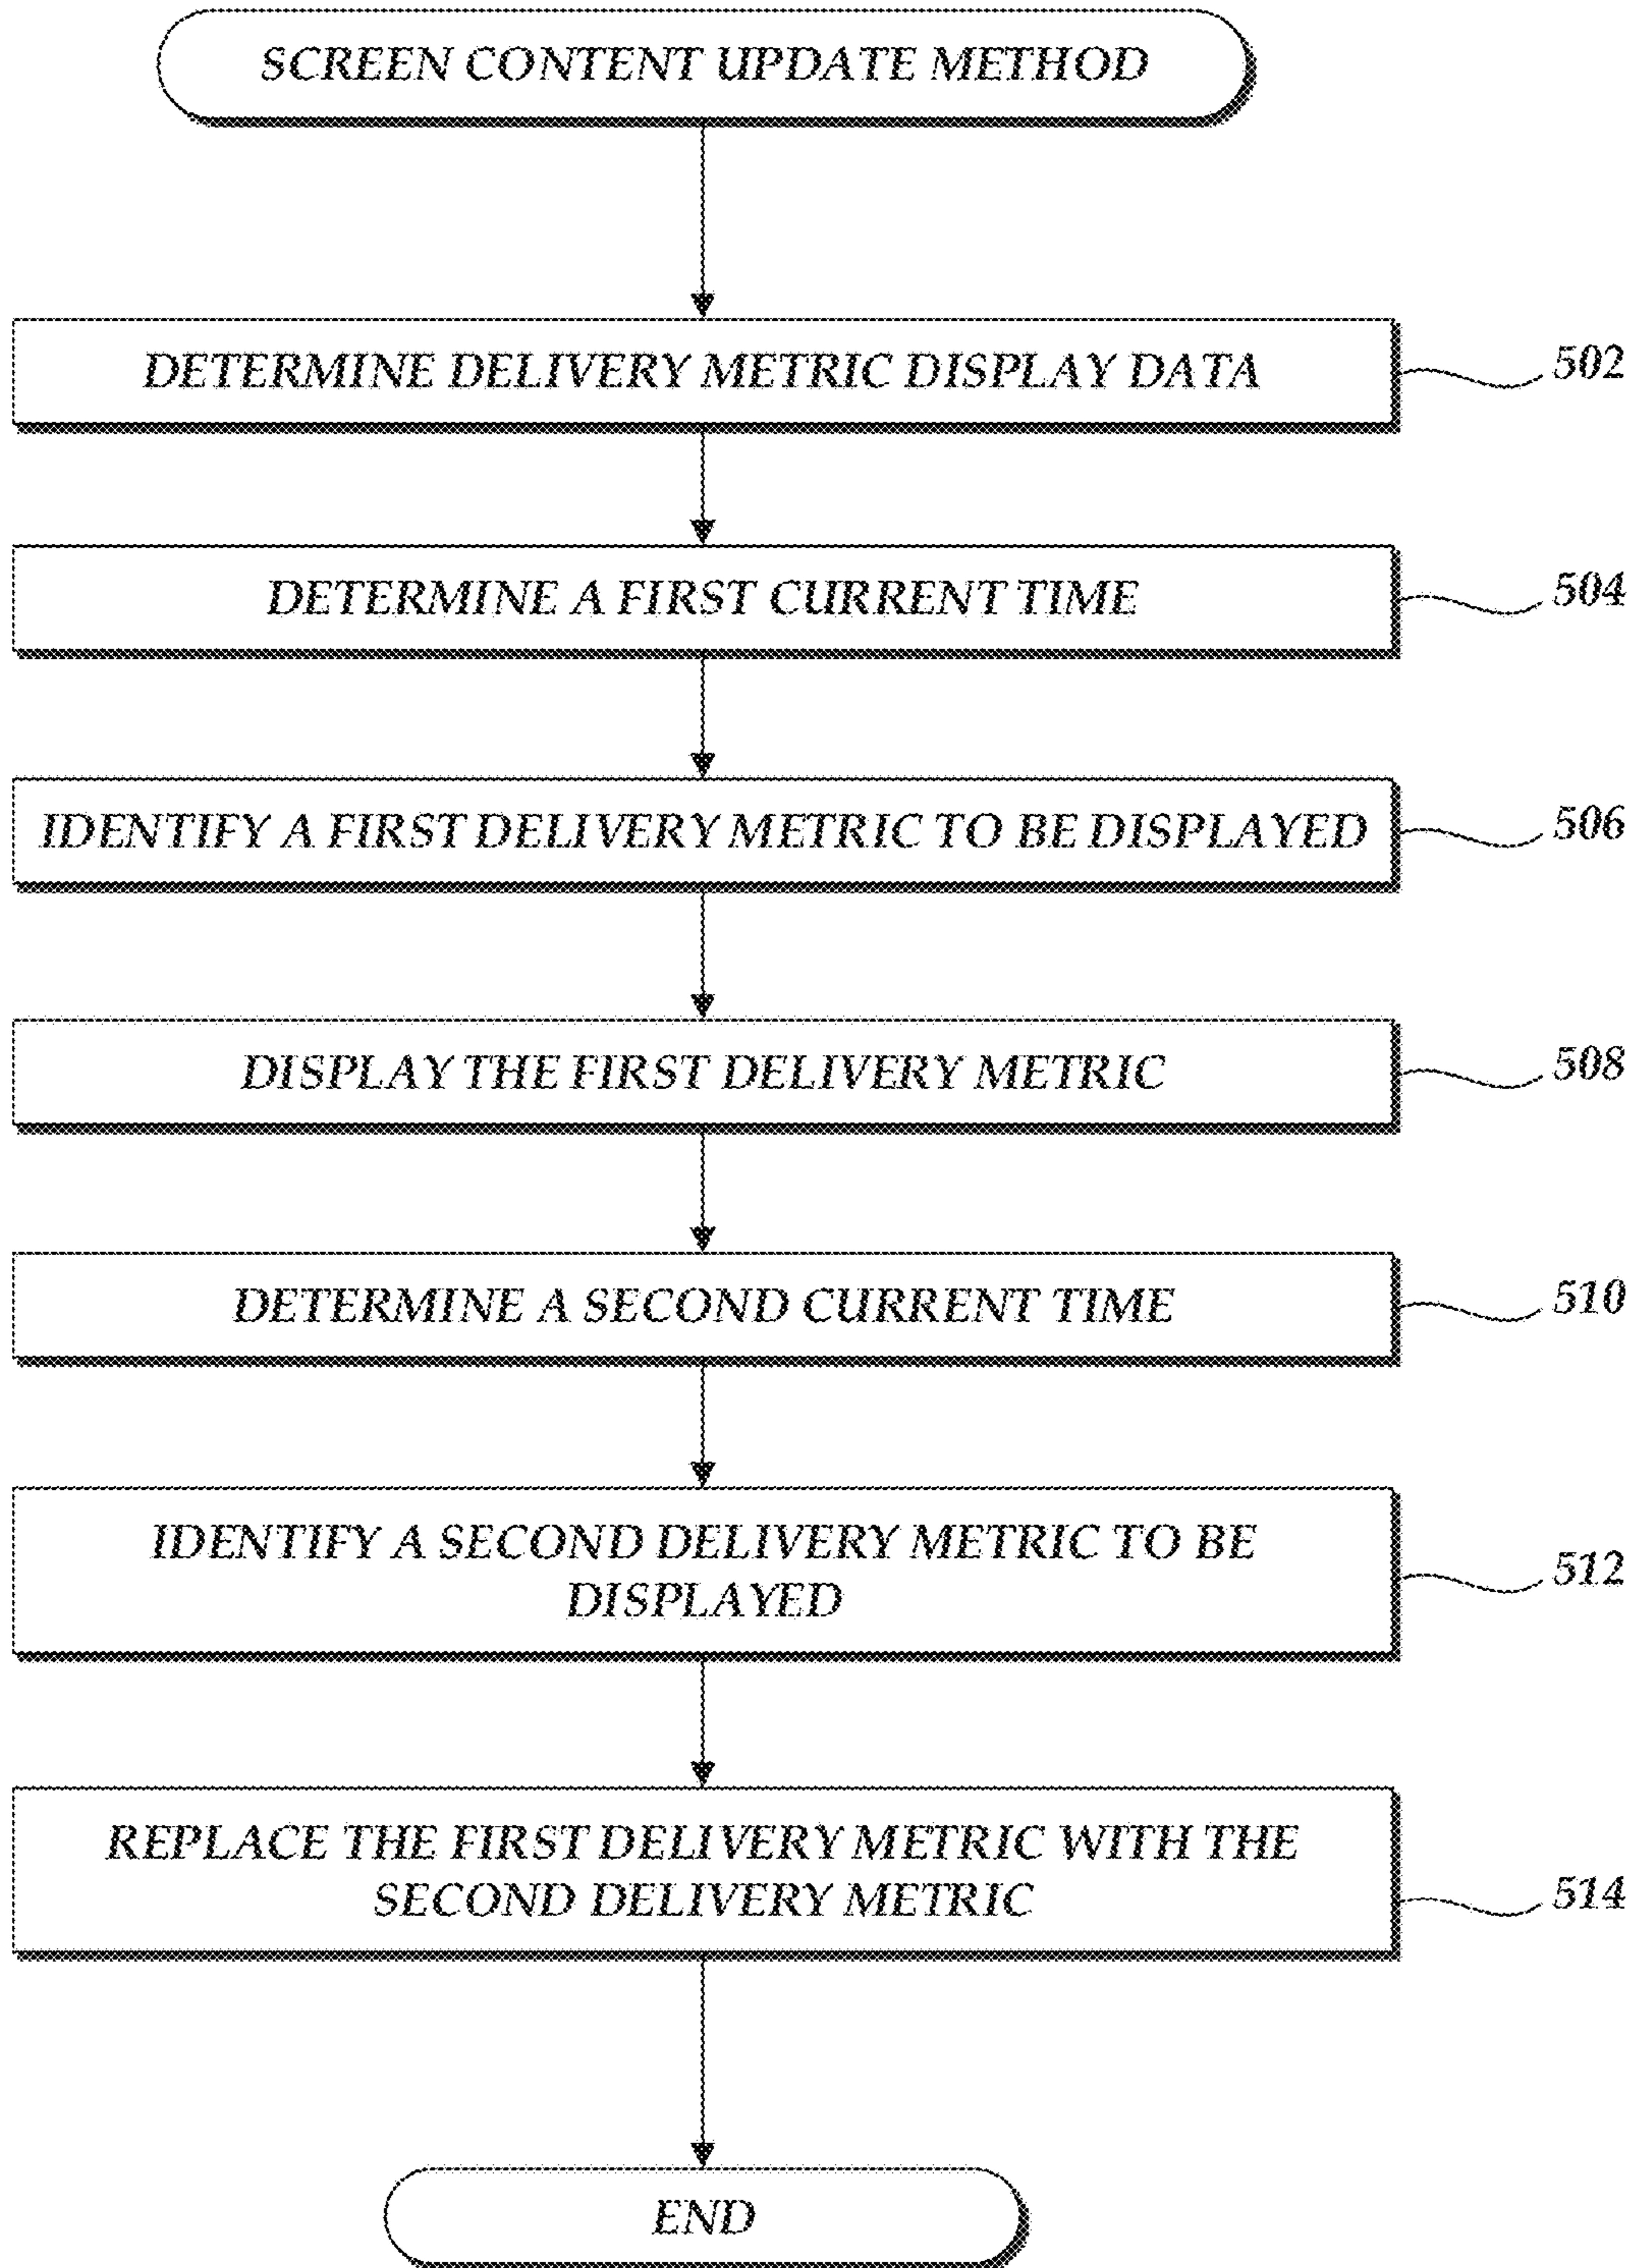 SCREEN CONTENT UPDATE METHOD
DETERMINE DELIVERY METRIC DISPLAY DATA
502
DETERMINE A FIRST CURRENT TIME
504
IDENTIFY A FIRST DELIVERY METRIC TO BE DISPLAYED
506
DISPLAY THE FIRST DELIVERY METRIC
508
DETERMINE A SECOND CURRENT TIME
510
IDENTIFY A SECOND DELIVERY METRIC TO BE
DISPLAYED
512
REPLACE THE FIRST DELIVERY METRIC WITH THE
SECOND DELIVERY METRIC
514
END